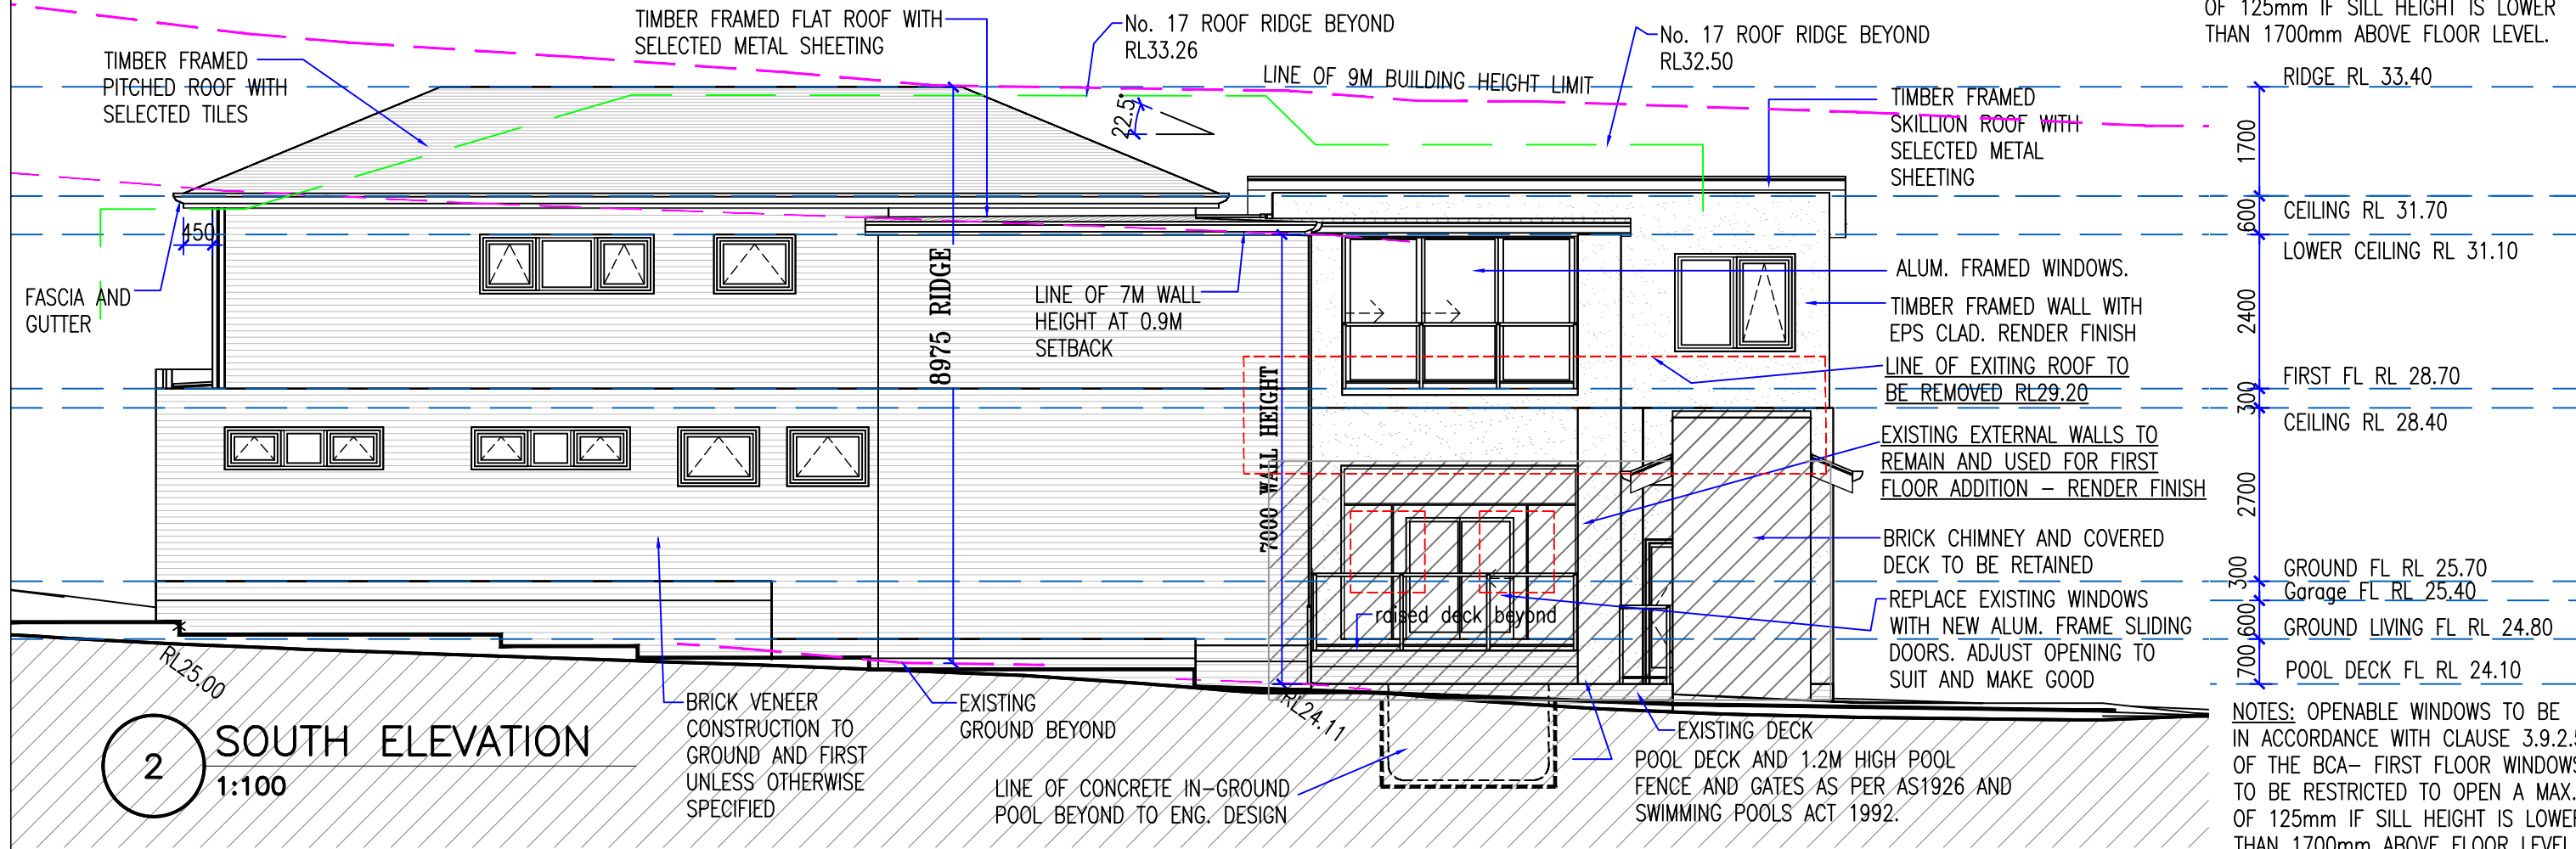 TIMBER FRAMED FLAT ROOF WITH
SELECTED METAL SHEETING
No. 17 ROOF RIDGE BEYOND
RL33.26
No. 17 ROOF RIDGE BEYOND
RL32.50
OF 125mm IF SILL HEIGHT IS LOWER
THAN 1700mm ABOVE FLOOR LEVEL.
TIMBER FRAMED
PITCHED ROOF WITH
SELECTED TILES
LINE OF 9M BUILDING HEIGHT LIMIT
22.5°
TIMBER FRAMED
SKILLION ROOF WITH
SELECTED METAL
SHEETING
RIDGE RL 33.40
1700
CEILING RL 31.70
600
LOWER CEILING RL 31.10
2400
FIRST FL RL 28.70
300
CEILING RL 28.40
2700
GROUND FL RL 25.70
300
Garage FL RL 25.40
600
GROUND LIVING FL RL 24.80
700
POOL DECK FL RL 24.10
450
FASCIA AND
GUTTER
8975 RIDGE
LINE OF 7M WALL
HEIGHT AT 0.9M
SETBACK
7000 WALL HEIGHT
ALUM. FRAMED WINDOWS.
TIMBER FRAMED WALL WITH
EPS CLAD. RENDER FINISH
LINE OF EXITING ROOF TO
BE REMOVED RL29.20
EXISTING EXTERNAL WALLS TO
REMAIN AND USED FOR FIRST
FLOOR ADDITION – RENDER FINISH
BRICK CHIMNEY AND COVERED
DECK TO BE RETAINED
REPLACE EXISTING WINDOWS
WITH NEW ALUM. FRAME SLIDING
DOORS. ADJUST OPENING TO
SUIT AND MAKE GOOD
raised deck beyond
RL25.00
RL24.11
BRICK VENEER
CONSTRUCTION TO
GROUND AND FIRST
UNLESS OTHERWISE
SPECIFIED
EXISTING
GROUND BEYOND
LINE OF CONCRETE IN-GROUND
POOL BEYOND TO ENG. DESIGN
EXISTING DECK
POOL DECK AND 1.2M HIGH POOL
FENCE AND GATES AS PER AS1926 AND
SWIMMING POOLS ACT 1992.
2
SOUTH ELEVATION
1:100
NOTES: OPENABLE WINDOWS TO BE
IN ACCORDANCE WITH CLAUSE 3.9.2.5
OF THE BCA– FIRST FLOOR WINDOWS
TO BE RESTRICTED TO OPEN A MAX.
OF 125mm IF SILL HEIGHT IS LOWER
THAN 1700mm ABOVE FLOOR LEVEL